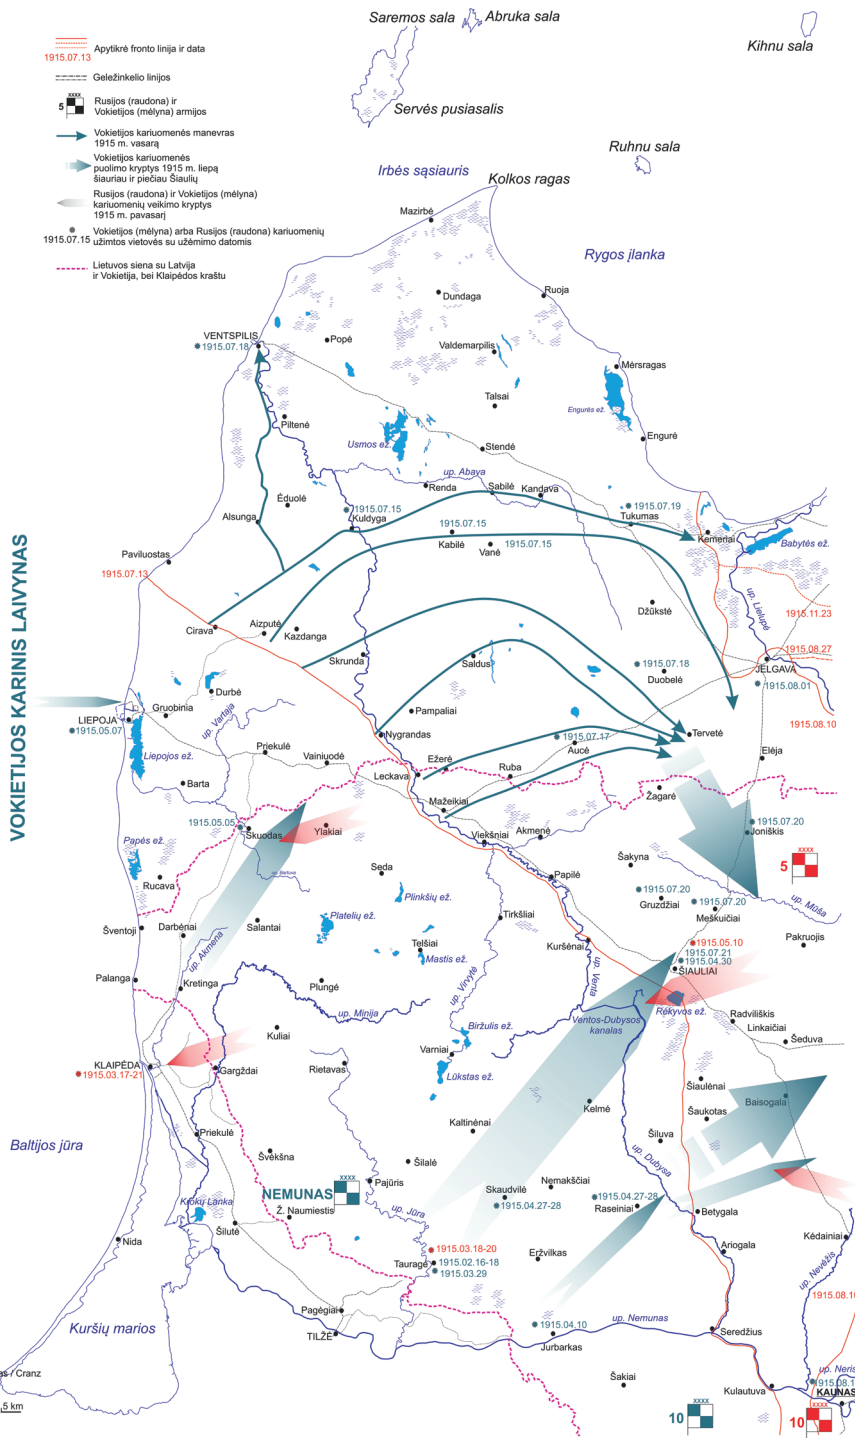 Saremos sala
Abruka sala
Kihnu sala
Servės pusiasalis
Ruhnu sala
Irbės sąsiauris
Kolkos ragas
Rygos įlanka
1915.07.13
Apytikrė fronto linija ir data
Geležinkelio linijos
5
XXXX
Rusijos (raudona) ir
Vokietijos (mėlyna) armijos
Vokietijos kariuomenės manevras
1915 m. vasarą
Vokietijos kariuomenės
puolimo kryptys 1915 m. liepą
šiauriau ir piečiau Šiaulių
Rusijos (raudona) ir Vokietijos (mėlyna)
kariuomenių veikimo kryptys
1915 m. pavasarį
1915.07.15
Vokietijos (mėlyna) arba Rusijos (raudona) kariuomenių
užimtos vietovės su užėmimo datomis
Lietuvos siena su Latvija
ir Vokietija, bei Klaipėdos kraštu
Mazirbė
Dundaga
Ruoja
VENTSPILIS
1915.07.18
Popė
Valdemarpilis
Mėrsragas
Talsai
Engurės ež.
Piltenė
Usmos ež.
Stendė
Engurė
up. Abava
Renda
Sabilė
Kandava
Ėduolė
1915.07.15
Kuldyga
Alsunga
1915.07.19
Tukumas
1915.07.15
Kabilė
Vanė
1915.07.15
Kemeriai
Babytės ež.
Paviluostas
1915.07.13
up. Lielupė
1915.11.23
Džūkstė
Cirava
Aizputė
Kazdanga
Skrunda
Saldus
1915.07.18
Duobelė
1915.08.27
JELGAVA
1915.08.01
1915.08.10
VOKIETIJOS KARINIS LAIVYNAS
Durbė
Gruobinia
LIEPOJA
1915.05.07
up. Vartaja
Pampaliai
Liepojos ež.
Nygrandas
1915.07.17
Aucė
Tervetė
Elėja
Priekulė
Vainiuodė
Leckava
Ežerė
Ruba
Barta
Mažeikiai
Žagarė
1915.05.05
Skuodas
Ylakiai
Viekšniai
Akmenė
1915.07.20
Joniškis
Papės ež.
Rucava
Seda
Šakyna
Papilė
5
XXXX
Plinkšių ež.
1915.07.20
Gruzdžiai
1915.07.20
Meškuičiai
up. Mūša
Šventoji
Darbėnai
Salantai
Platelių ež.
Tirkšliai
Telšiai
Mastis ež.
Kuršėnai
1915.05.10
1915.07.21
1915.04.30
ŠIAULIAI
Pakruojis
up. Akmena
Palanga
Kretinga
Plungė
up. Virvytė
up. Venta
up. Minija
Ventos-Dubysos
kanalas
Rėkyvos ež.
Radviliškis
Linkaičiai
Šeduva
Kuliai
Biržulis ež.
Varniai
Rietavas
KLAIPĖDA
1915.03.17-21
Gargždai
Lūkstas ež.
Šiaulėnai
Baltijos jūra
Priekulė
Kaltinėnai
Kelmė
Šaukotas
Baisogala
Šiluva
Švėkšna
Šilalė
up. Dubysa
NEMUNAS
XXXX
Pajūris
Skaudvilė
1915.04.27-28
Nemakščiai
1915.04.27-28
Raseiniai
Krokų Lanka
Ž. Naumiestis
up. Jūra
Betygala
Nida
Šilutė
1915.03.18-20
Tauragė
1915.02.16-18
1915.03.29
Eržvilkas
Ariogala
Kėdainiai
up. Nevėžis
Kuršių marios
Pagėgiai
TILŽĖ
1915.04.10
Jurbarkas
up. Nemunas
Seredžius
Šakiai
Kulautuva
up. Neris
KAUNAS
5 km
10
XXXX
10
XXXX